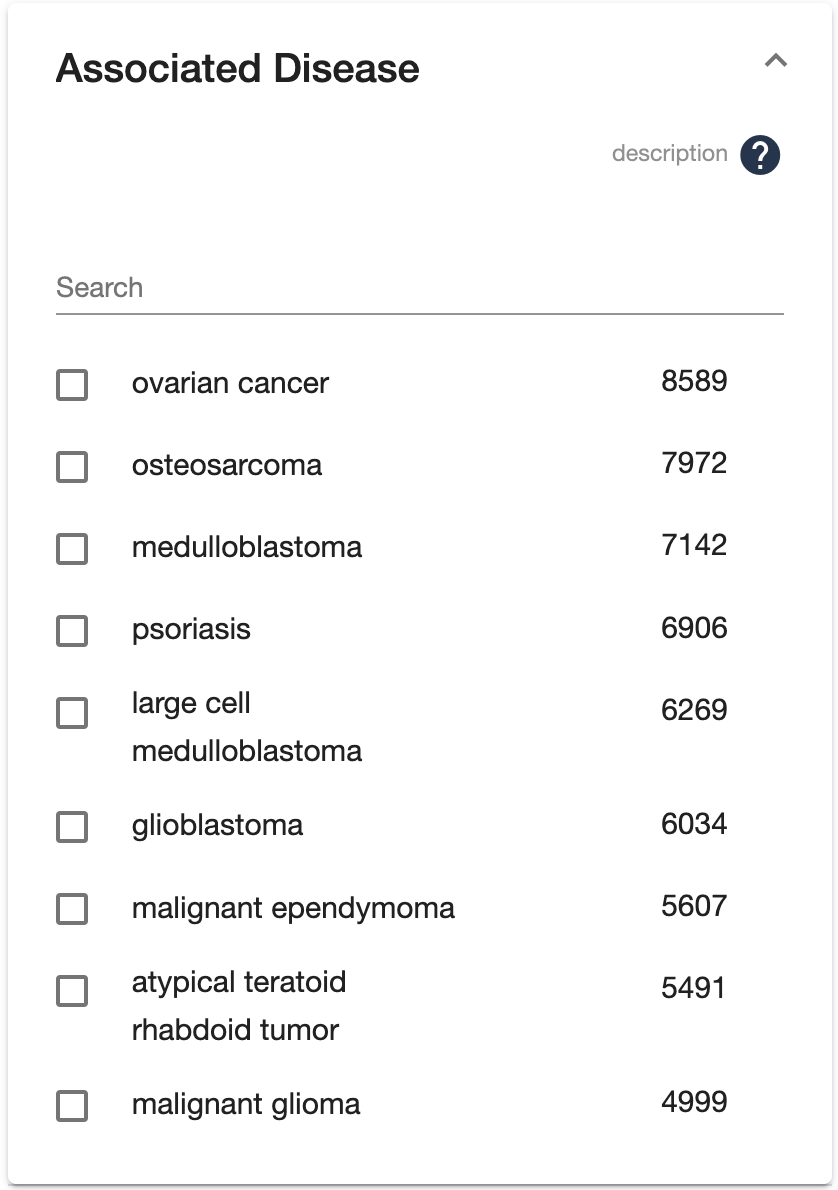 Associated Disease
description ?
Search
ovarian cancer 8589
osteosarcoma 7972
medulloblastoma 7142
psoriasis 6906
large cell 6269
medulloblastoma
glioblastoma 6034
malignant ependymoma 5607
atypical teratoid 5491
rhabdoid tumor
malignant glioma 4999